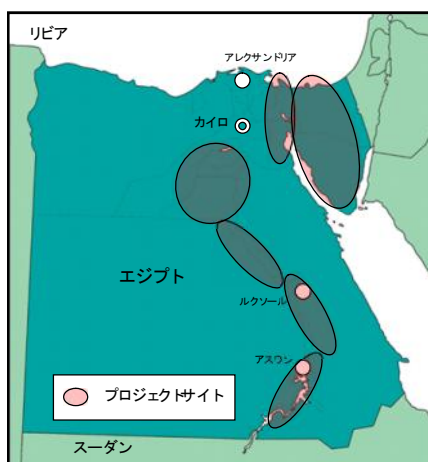 リビア
アレクサンドリア
カイロ
エジプト
ルクソール
アスワン
プロジェクトサイト
スーダン